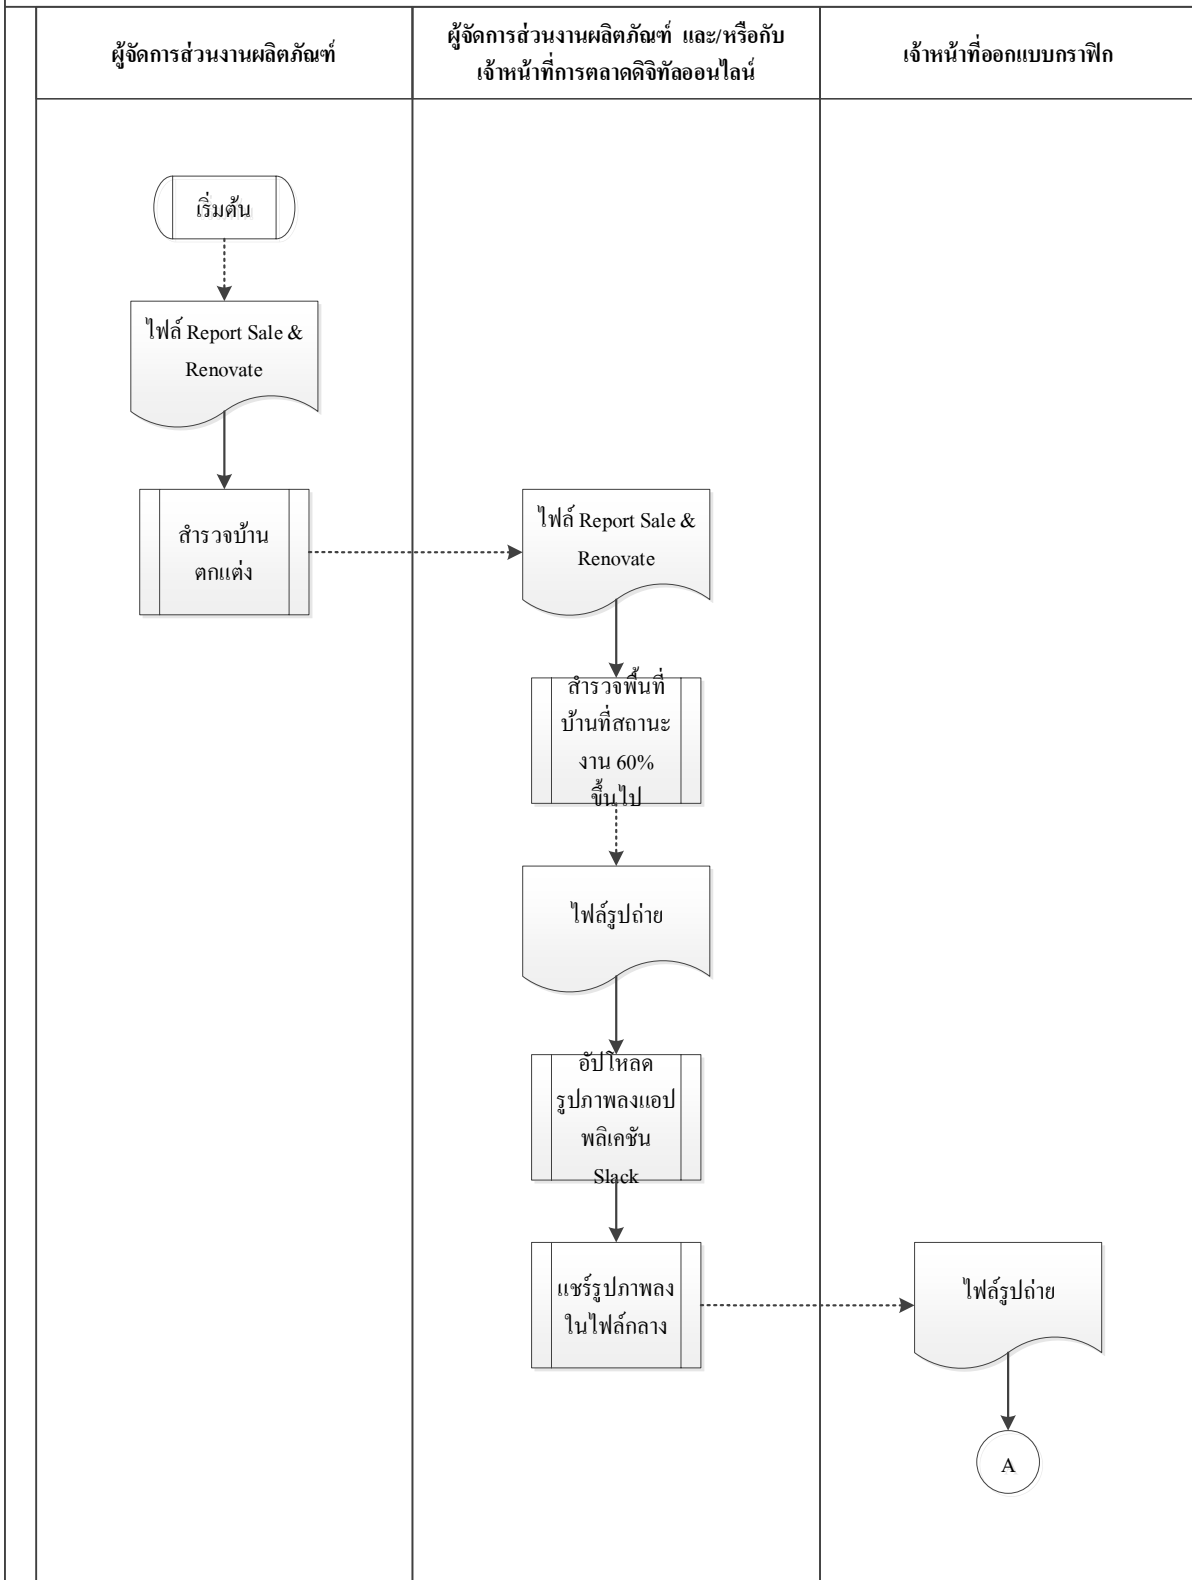 ผู้จัดการส่วนงานผลิตภัณฑ์
ผู้จัดการส่วนงานผลิตภัณฑ์ และ/หรือกับ
เจ้าหน้าที่การตลาดดิจิทัลออนไลน์
เจ้าหน้าที่ออกแบบกราฟิก
เริ่มต้น
ไฟล์ Report Sale &
Renovate
สำรวจบ้าน
ตกแต่ง
ไฟล์ Report Sale &
Renovate
สำรวจพื้นที่
บ้านที่สถานะ
งาน 60%
ขึ้นไป
ไฟล์รูปถ่าย
อัปโหลด
รูปภาพลงแอป
พลิเคชัน
Slack
แชร์รูปภาพลง
ในไฟล์กลาง
ไฟล์รูปถ่าย
A